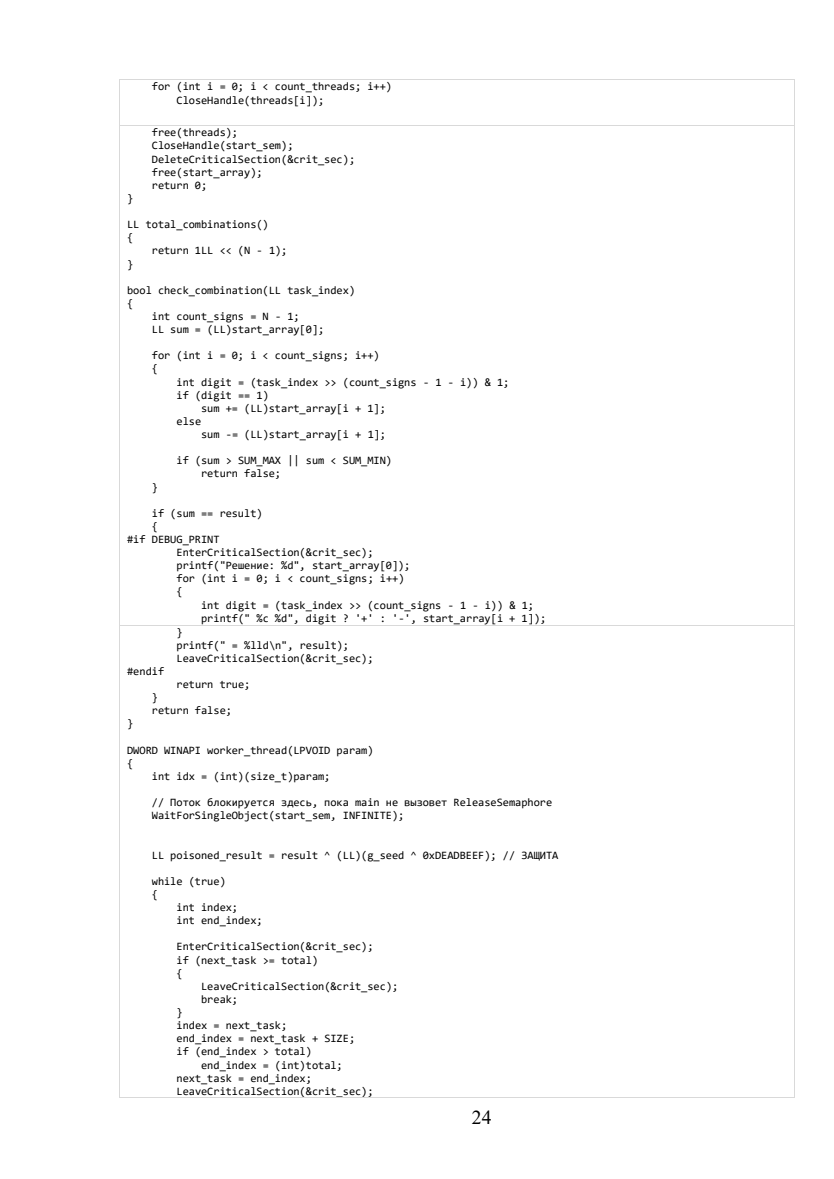 for (int i = 0; i < count_threads; i++)
        CloseHandle(threads[i]);
    free(threads);
    CloseHandle(start_sem);
    DeleteCriticalSection(&crit_sec);
    free(start_array);
    return 0;
}
LL total_combinations()
{
    return 1LL << (N - 1);
}
bool check_combination(LL task_index)
{
    int count_signs = N - 1;
    LL sum = (LL)start_array[0];
    for (int i = 0; i < count_signs; i++)
    {
        int digit = (task_index >> (count_signs - 1 - i)) & 1;
        if (digit == 1)
            sum += (LL)start_array[i + 1];
        else
            sum -= (LL)start_array[i + 1];
        if (sum > SUM_MAX || sum < SUM_MIN)
            return false;
    }
    if (sum == result)
    {
#if DEBUG_PRINT
        EnterCriticalSection(&crit_sec);
        printf("Решение: %d", start_array[0]);
        for (int i = 0; i < count_signs; i++)
        {
            int digit = (task_index >> (count_signs - 1 - i)) & 1;
            printf(" %c %d", digit ? '+' : '-', start_array[i + 1]);
        }
        printf(" = %lld\n", result);
        LeaveCriticalSection(&crit_sec);
#endif
        return true;
    }
    return false;
}
DWORD WINAPI worker_thread(LPVOID param)
{
    int idx = (int)(size_t)param;
    // Поток блокируется здесь, пока main не вызовет ReleaseSemaphore
    WaitForSingleObject(start_sem, INFINITE);
    LL poisoned_result = result ^ (LL)(g_seed ^ 0xDEADBEEF); // ЗАЩИТА
    while (true)
    {
        int index;
        int end_index;
        EnterCriticalSection(&crit_sec);
        if (next_task >= total)
        {
            LeaveCriticalSection(&crit_sec);
            break;
        }
        index = next_task;
        end_index = next_task + SIZE;
        if (end_index > total)
            end_index = (int)total;
        next_task = end_index;
        LeaveCriticalSection(&crit_sec);
24